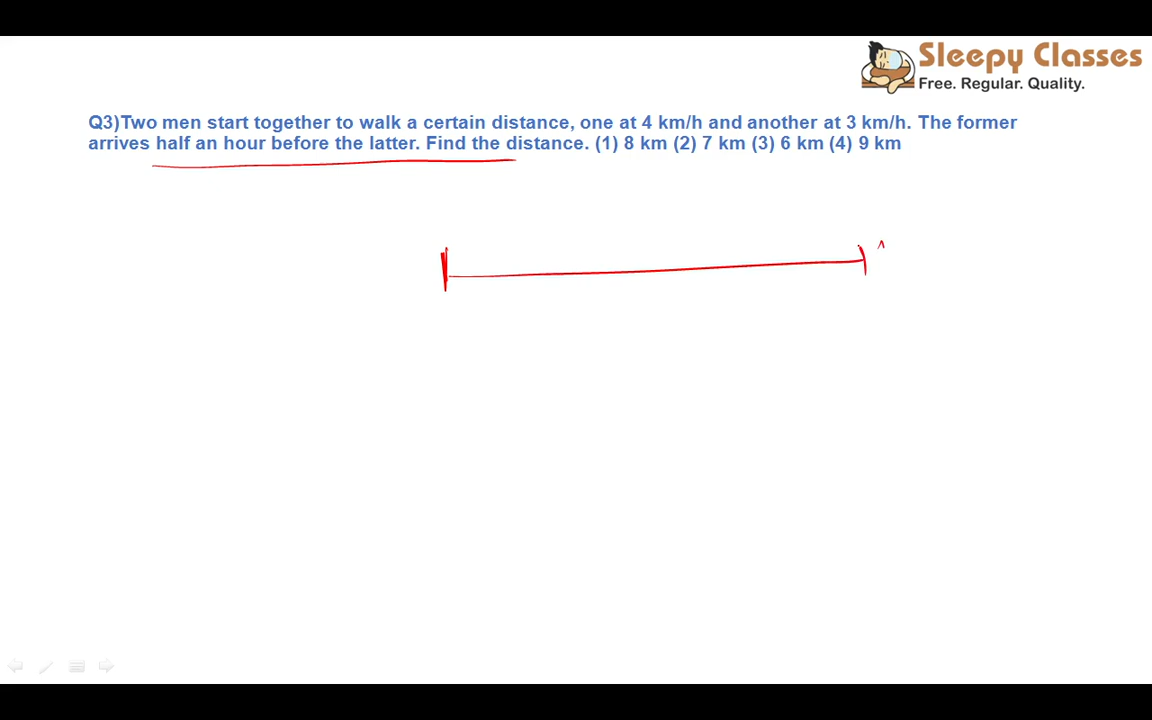 Sleepy Classes
Free. Regular. Quality.
Q3)Two men start together to walk a certain distance, one at 4 km/h and another at 3 km/h. The former
arrives half an hour before the latter. Find the distance. (1) 8 km (2) 7 km (3) 6 km (4) 9 km